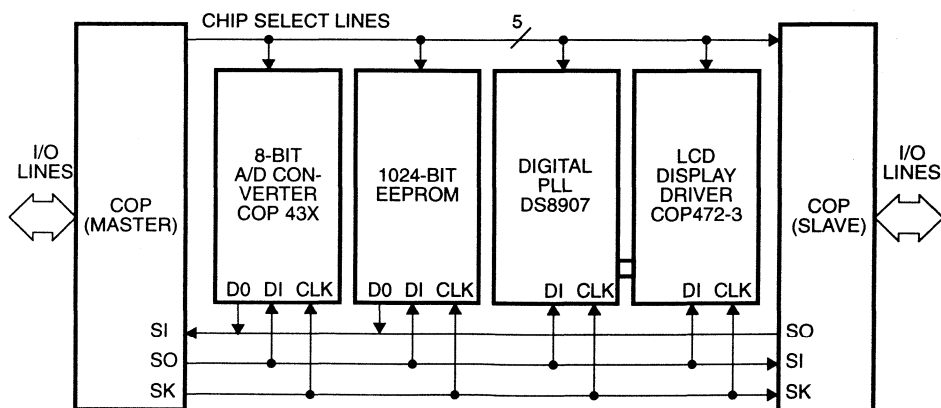 CHIP SELECT LINES
5
I/O
LINES
COP
(MASTER)
8-BIT
A/D CON-
VERTER
COP 43X
1024-BIT
EEPROM
DIGITAL
PLL
DS8907
LCD
DISPLAY
DRIVER
COP472-3
COP
(SLAVE)
I/O
LINES
D0 DI CLK
D0 DI CLK
DI CLK
DI CLK
SI
SO
SK
SO
SI
SK